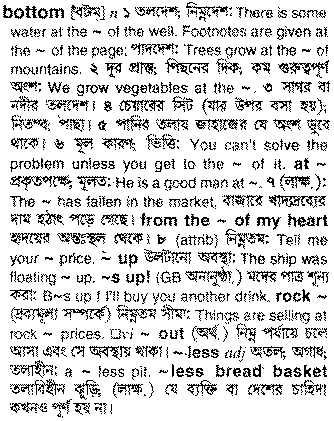 bottom [বটম] n ১ তলদেশ; নিম্নদেশ: There is some
water at the ~ of the well. Footnotes are given at
the ~ of the page; পাদদেশ: Trees grow at the ~ of
mountains. ২ দূর প্রান্ত; পিছনের দিক; কম গুরুত্বপূর্ণ
অংশ: We grow vegetables at the ~. ৩ সাগর বা
নদীর তলদেশ। ৪ চেয়ারের সিট (যার উপর বসা হয়);
নিতম্ব; পাছা। ৫ পানির তলায় জাহাজের যে অংশ ডুবে
থাকে। ৬ মূল কারণ; ভিত্তি: You can't solve the
problem unless you get to the ~ of it. at ~
প্রকৃতপক্ষে; মূলত: He is a good man at ~. ৭ (লাক্ষ.):
The ~ has fallen in the market, বাজারে খাদ্যদ্রব্যের
দাম হঠাৎ পড়ে গেছে। from the ~ of my heart
হৃদয়ের অন্তঃস্থল থেকে। ৮ (attrib) নিম্নতম: Tell me
your ~ price. ~ up উলটানো অবস্থা: The ship was
floating ~ up. ~s up! (GB অনানুষ্ঠা.) মদের পাত্র শূন্য
করা: B~s up ! I'll buy you another drink. rock ~
(দ্রব্যমূল্য সম্পর্কে) নিম্নতম সীমা: Things are selling at
rock ~ prices. □vi ~ out (অর্থ.) নিম্ন পর্যায়ে চলে
আসা এবং সে অবস্থায় থাকা। ~less adj অতল; অগাধ;
তলাহীন: a ~ less pit. ~less bread basket
তলাবিহীন ঝুড়ি; (লাক্ষ.) যে ব্যক্তি বা দেশের চাহিদা
কখনও পূর্ণ হয় না।